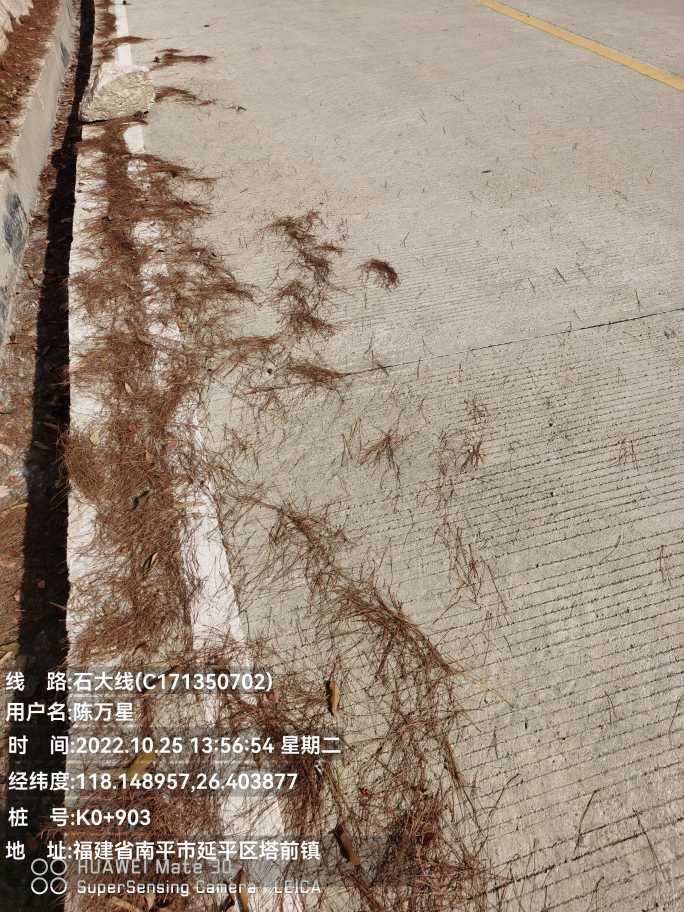 线 路:石大线(C171350702)
用户名:陈万星
时 间:2022.10.25 13:56:54 星期二
经纬度:118.148957,26.403877
桩 号:K0+903
地 址:福建省南平市延平区塔前镇
HUAWEI Mate 30
SuperSensing Camera - LEICA